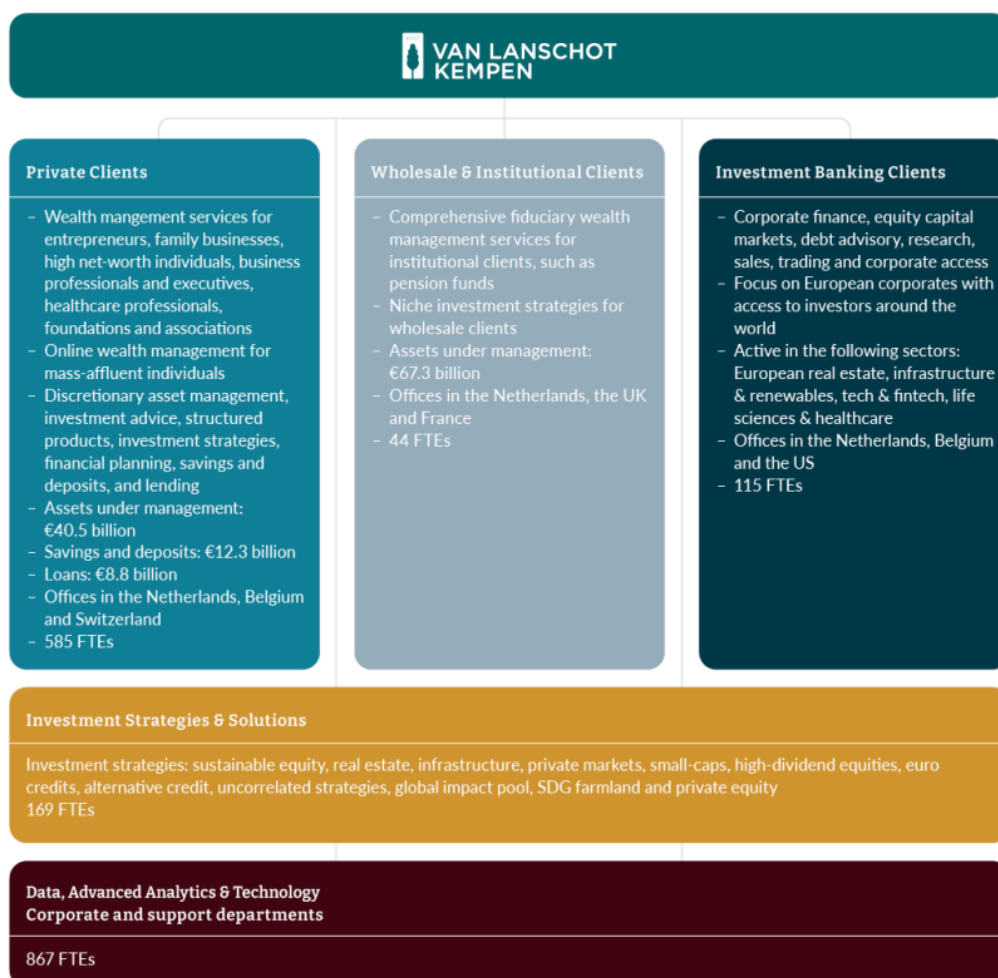 VAN LANSCHOT
KEMPEN
Private Clients
– Wealth mangement services for
entrepreneurs, family businesses,
high net-worth individuals, business
professionals and executives,
healthcare professionals,
foundations and associations
– Online wealth management for
mass-affluent individuals
– Discretionary asset management,
investment advice, structured
products, investment strategies,
financial planning, savings and
deposits, and lending
– Assets under management:
€40.5 billion
– Savings and deposits: €12.3 billion
– Loans: €8.8 billion
– Offices in the Netherlands, Belgium
and Switzerland
– 585 FTEs
Wholesale & Institutional Clients
– Comprehensive fiduciary wealth
management services for
institutional clients, such as
pension funds
– Niche investment strategies for
wholesale clients
– Assets under management:
€67.3 billion
– Offices in the Netherlands, the UK
and France
– 44 FTEs
Investment Banking Clients
– Corporate finance, equity capital
markets, debt advisory, research,
sales, trading and corporate access
– Focus on European corporates with
access to investors around the
world
– Active in the following sectors:
European real estate, infrastructure
& renewables, tech & fintech, life
sciences & healthcare
– Offices in the Netherlands, Belgium
and the US
– 115 FTEs
Investment Strategies & Solutions
Investment strategies: sustainable equity, real estate, infrastructure, private markets, small-caps, high-dividend equities, euro
credits, alternative credit, uncorrelated strategies, global impact pool, SDG farmland and private equity
169 FTEs
Data, Advanced Analytics & Technology
Corporate and support departments
867 FTEs